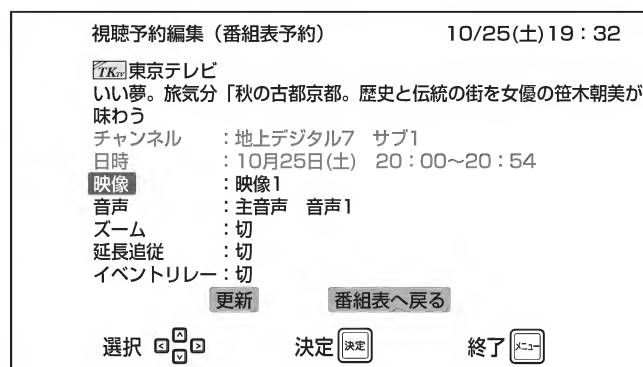 視聴予約編集（番組表予約） 10/25(土)19：32
TKTV 東京テレビ
いい夢。旅気分「秋の古都京都。歴史と伝統の街を女優の笹木朝美が
味わう
チャンネル ：地上デジタル7 サブ1
日時 ：10月25日(土) 20：00～20：54
映像 ：映像1
音声 ：主音声 音声1
ズーム ：切
延長追従 ：切
イベントリレー：切
更新 番組表へ戻る
選択 決定 決定 終了 メニュー